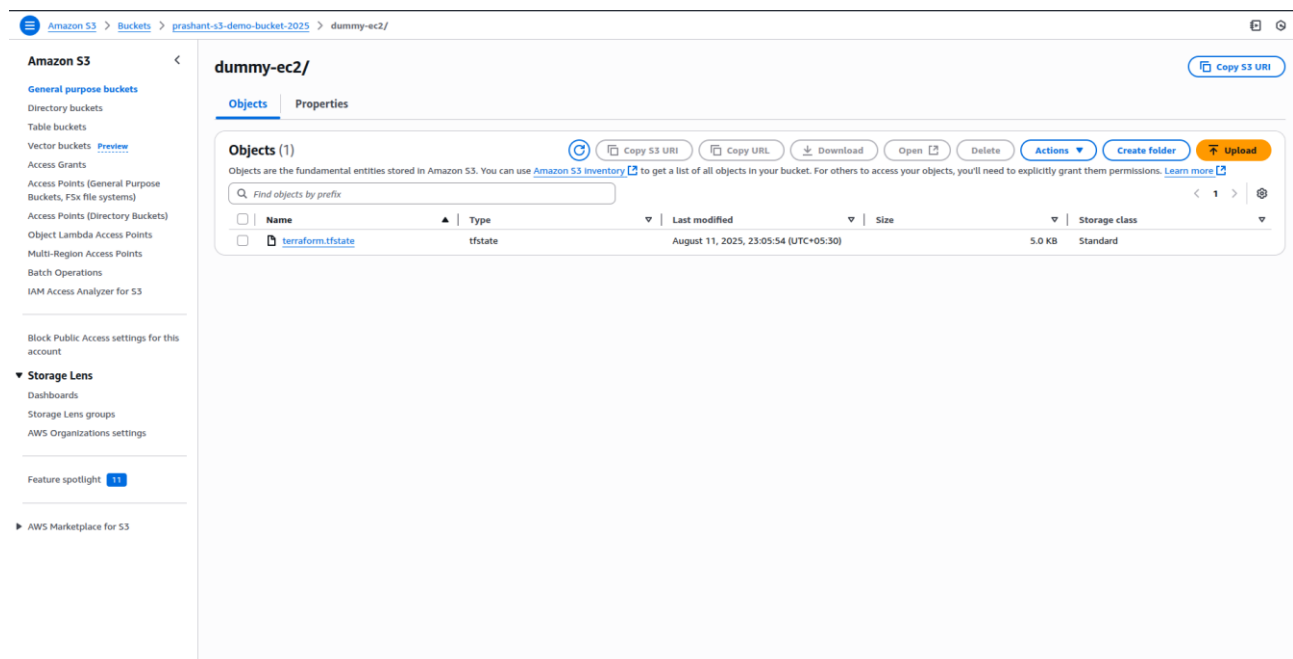 Amazon S3 > Buckets > prashant-s3-demo-bucket-2025 > dummy-ec2/
Amazon S3
General purpose buckets
Directory buckets
Table buckets
Vector buckets Preview
Access Grants
Access Points (General Purpose
Buckets, FSx file systems)
Access Points (Directory Buckets)
Object Lambda Access Points
Multi-Region Access Points
Batch Operations
IAM Access Analyzer for S3
Block Public Access settings for this
account
Storage Lens
Dashboards
Storage Lens groups
AWS Organizations settings
Feature spotlight 11
AWS Marketplace for S3
dummy-ec2/
Copy S3 URI
Objects Properties
Objects (1)
Copy S3 URI Copy URL Download Open Delete Actions Create folder Upload
Objects are the fundamental entities stored in Amazon S3. You can use Amazon S3 inventory to get a list of all objects in your bucket. For others to access your objects, you'll need to explicitly grant them permissions. Learn more
Find objects by prefix
< 1 >
Name Type Last modified Size Storage class
terraform.tfstate tfstate August 11, 2025, 23:05:54 (UTC+05:30) 5.0 KB Standard